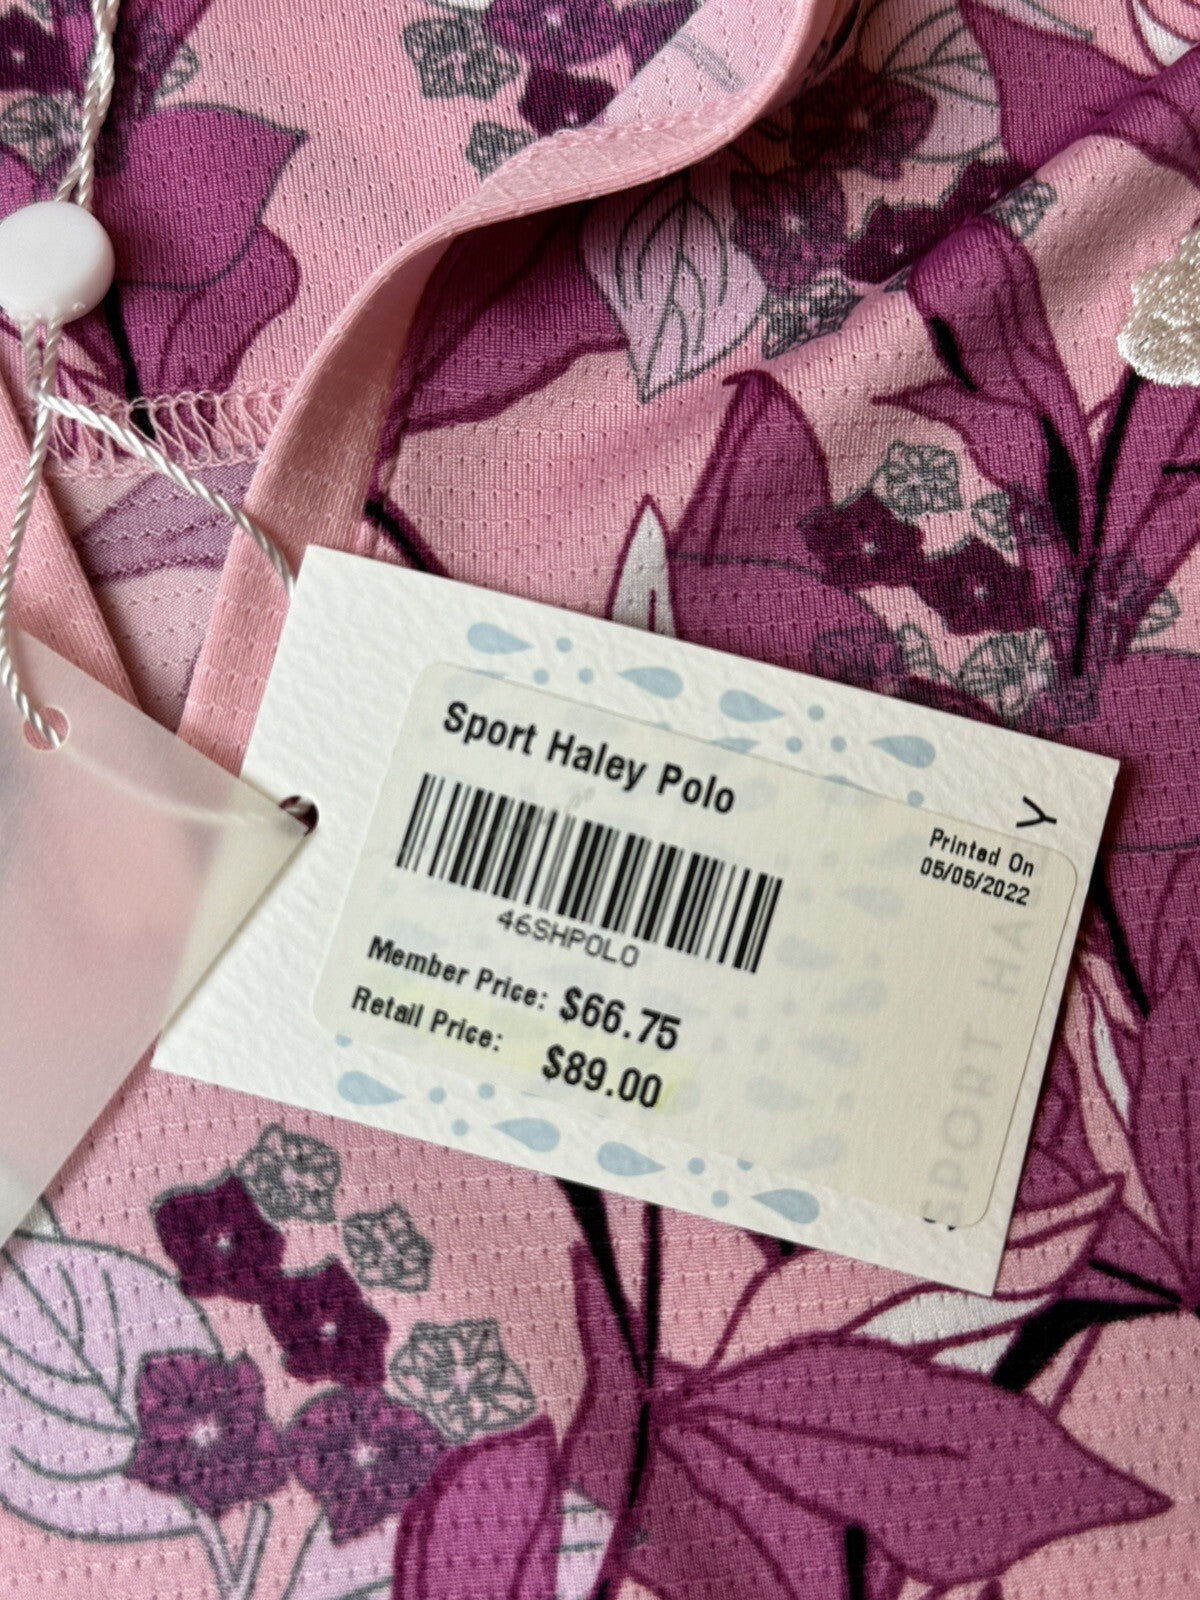 Sport Haley Polo
Printed On
05/05/2022
46SHPOLO
Member Price: $66.75
Retail Price: $89.00
SPORT HA
Y